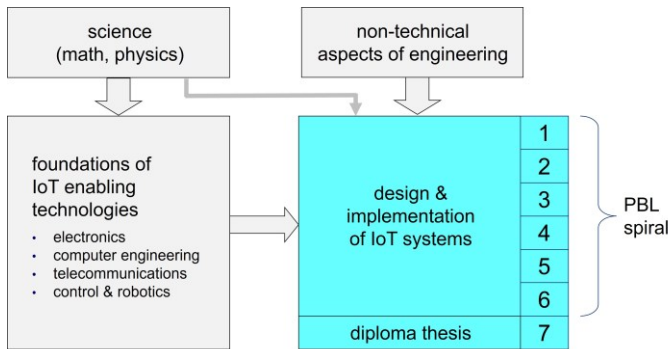 science
(math, physics)
non-technical
aspects of engineering
foundations of
IoT enabling
technologies
• electronics
• computer engineering
• telecommunications
• control & robotics
design &
implementation
of IoT systems
1
2
3
4
5
6
PBL
spiral
diploma thesis
7